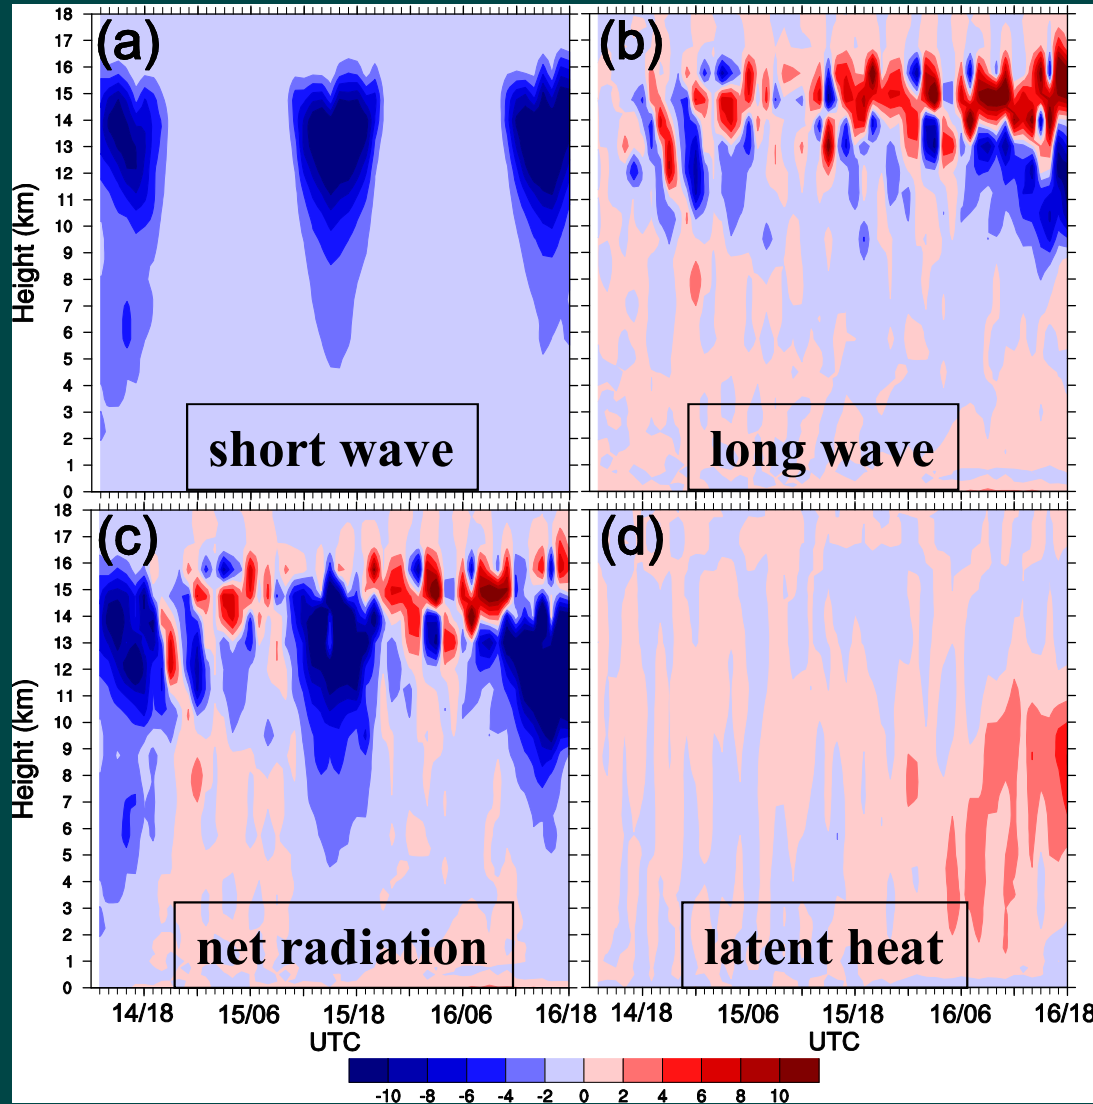 (a)
(b)
18
17
16
15
14
13
12
11
10
9
8
7
6
5
4
3
2
1
0
Height (km)
short wave
long wave
(c)
(d)
18
17
16
15
14
13
12
11
10
9
8
7
6
5
4
3
2
1
0
Height (km)
net radiation
latent heat
14/18 15/06 15/18 16/06 16/18
14/18 15/06 15/18 16/06 16/18
UTC
UTC
-10 -8 -6 -4 -2 0 2 4 6 8 10